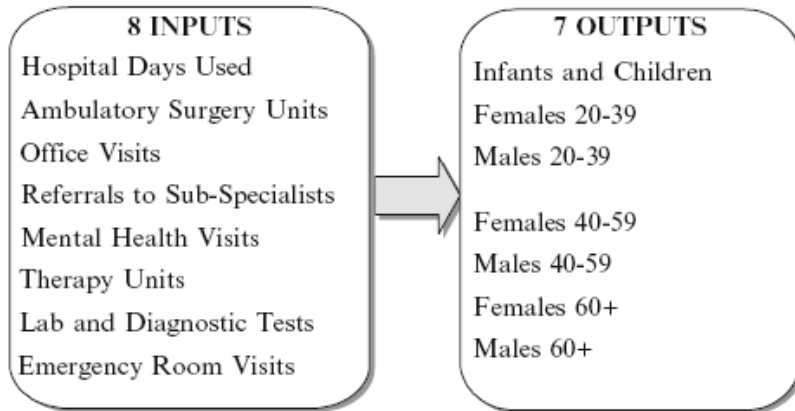 8 INPUTS
Hospital Days Used
Ambulatory Surgery Units
Office Visits
Referrals to Sub-Specialists
Mental Health Visits
Therapy Units
Lab and Diagnostic Tests
Emergency Room Visits
7 OUTPUTS
Infants and Children
Females 20-39
Males 20-39
Females 40-59
Males 40-59
Females 60+
Males 60+